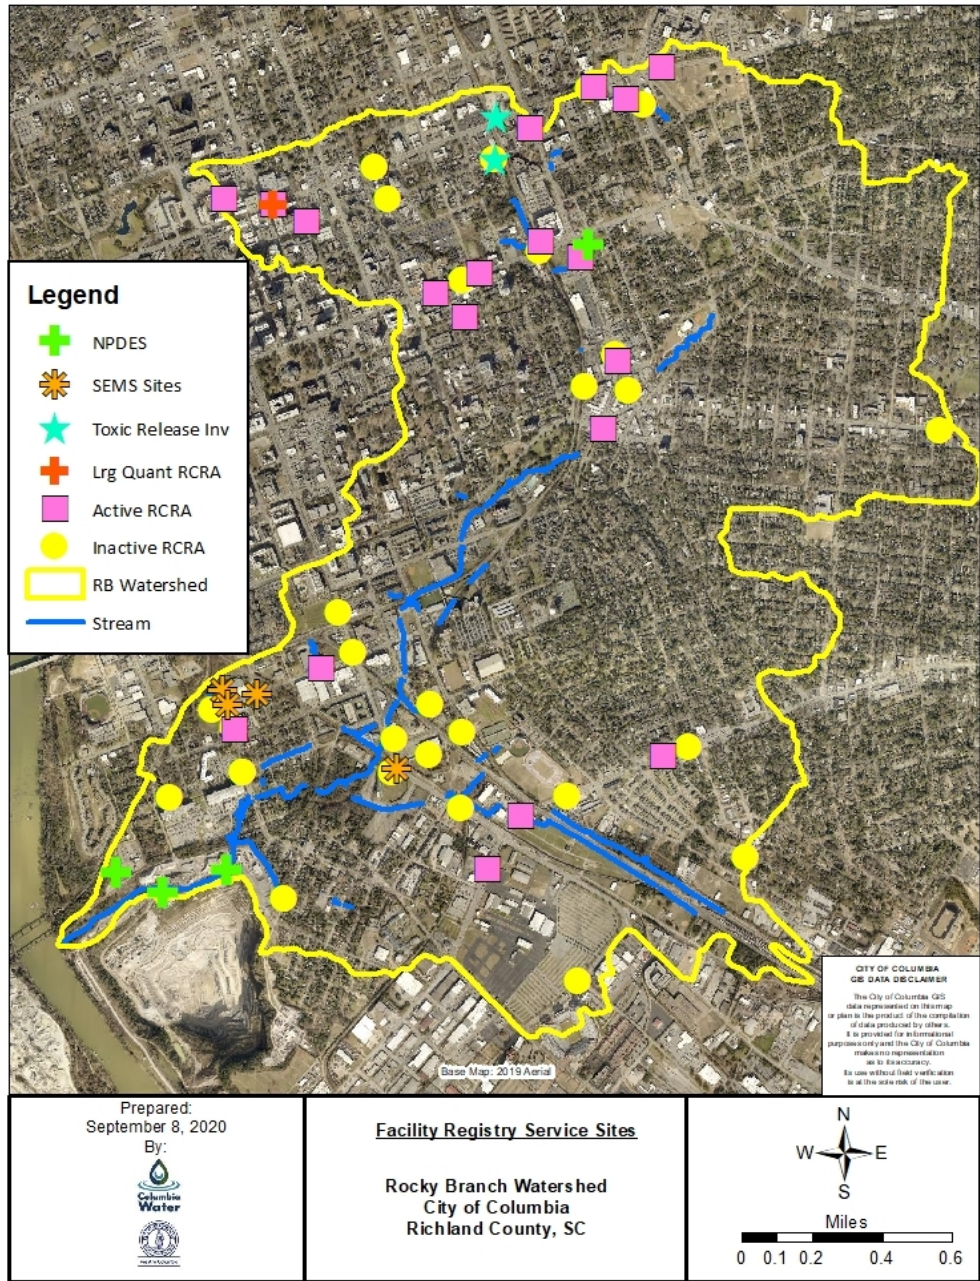 Legend
NPDES
SEMS Sites
Toxic Release Inv
Lrg Quant RCRA
Active RCRA
Inactive RCRA
RB Watershed
Stream
CITY OF COLUMBIA
GIS DATA DISCLAIMER
The City of Columbia GIS
data represented on this map
or plan is the product of the compilation
of data produced by others.
It is provided for informational
purposes only and the City of Columbia
makes no representation
as to its accuracy.
Its use without field verification
is at the sole risk of the user.
Base Map: 2019 Aerial
Prepared:
September 8, 2020
By:
Columbia
Water
Facility Registry Service Sites
Rocky Branch Watershed
City of Columbia
Richland County, SC
N
W E
S
Miles
0 0.1 0.2 0.4 0.6